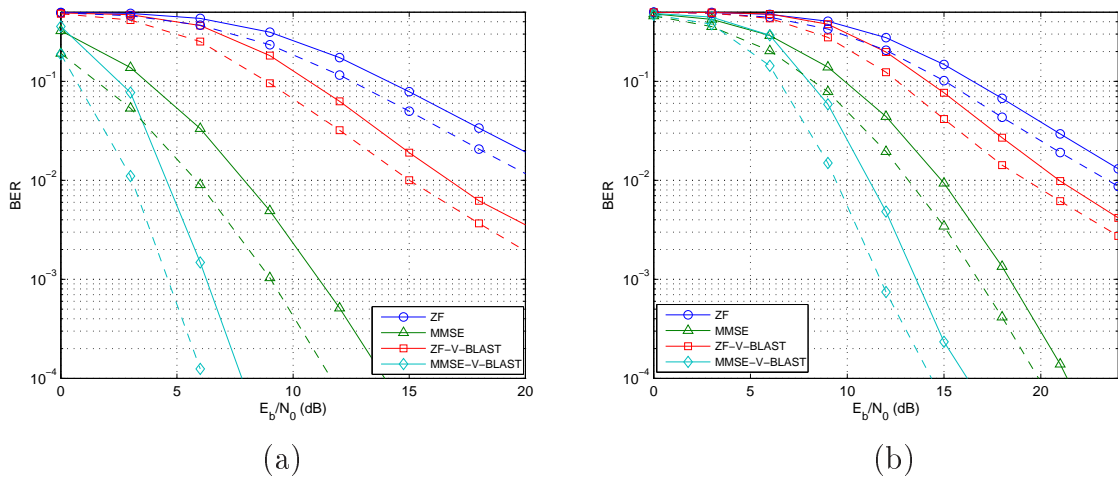 10^-1
10^-2
10^-3
10^-4
BER
0 5 10 15 20
E_b/N_0 (dB)
ZF
MMSE
ZF-V-BLAST
MMSE-V-BLAST
(a)
10^-1
10^-2
10^-3
10^-4
BER
0 5 10 15 20
E_b/N_0 (dB)
ZF
MMSE
ZF-V-BLAST
MMSE-V-BLAST
(b)